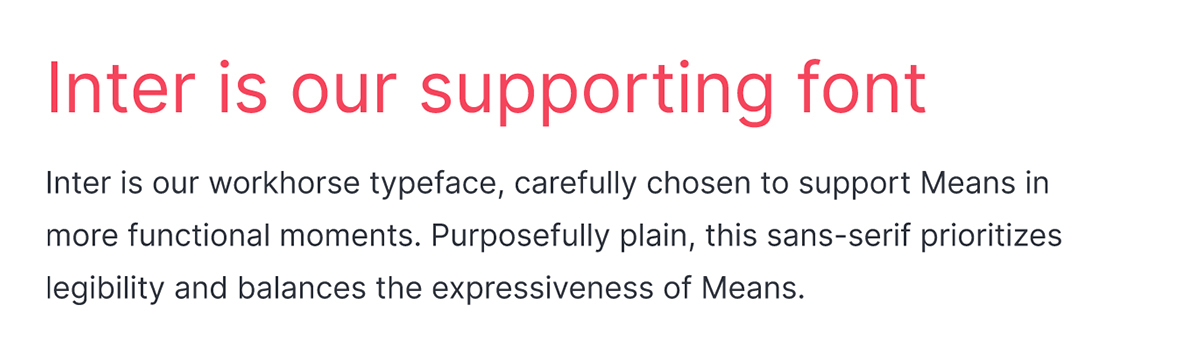 Inter is our supporting font
Inter is our workhorse typeface, carefully chosen to support Means in
more functional moments. Purposefully plain, this sans-serif prioritizes
legibility and balances the expressiveness of Means.